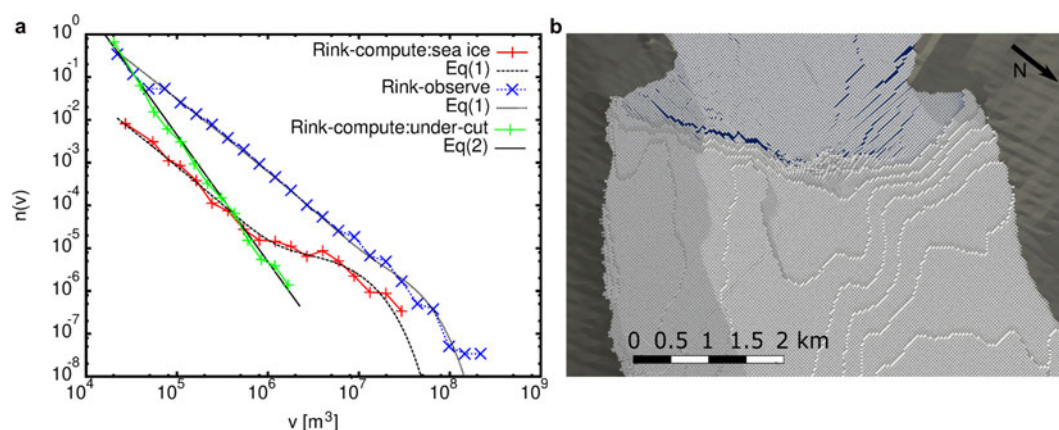 a
10^0
10^-1
10^-2
10^-3
10^-4
10^-5
10^-6
10^-7
10^-8
n(v)
Rink-compute:sea ice
Eq(1)
Rink-observe
Eq(1)
Rink-compute:under-cut
Eq(2)
10^4 10^5 10^6 10^7 10^8 10^9
v [m^3]
b
N
0 0.5 1 1.5 2 km